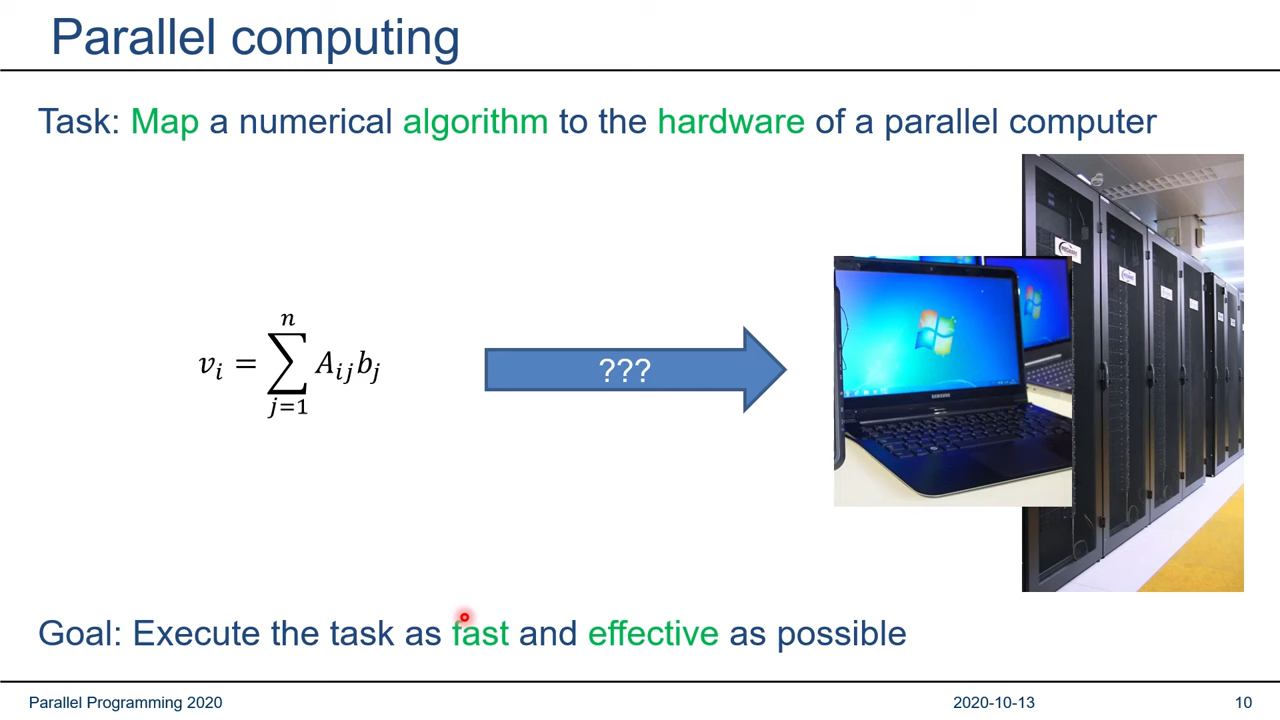 Parallel computing
Task: Map a numerical algorithm to the hardware of a parallel computer
n
v_i = ∑ A_{ij} b_j
j=1
???
SAMSUNG
Goal: Execute the task as fast and effective as possible
Parallel Programming 2020 2020-10-13 10